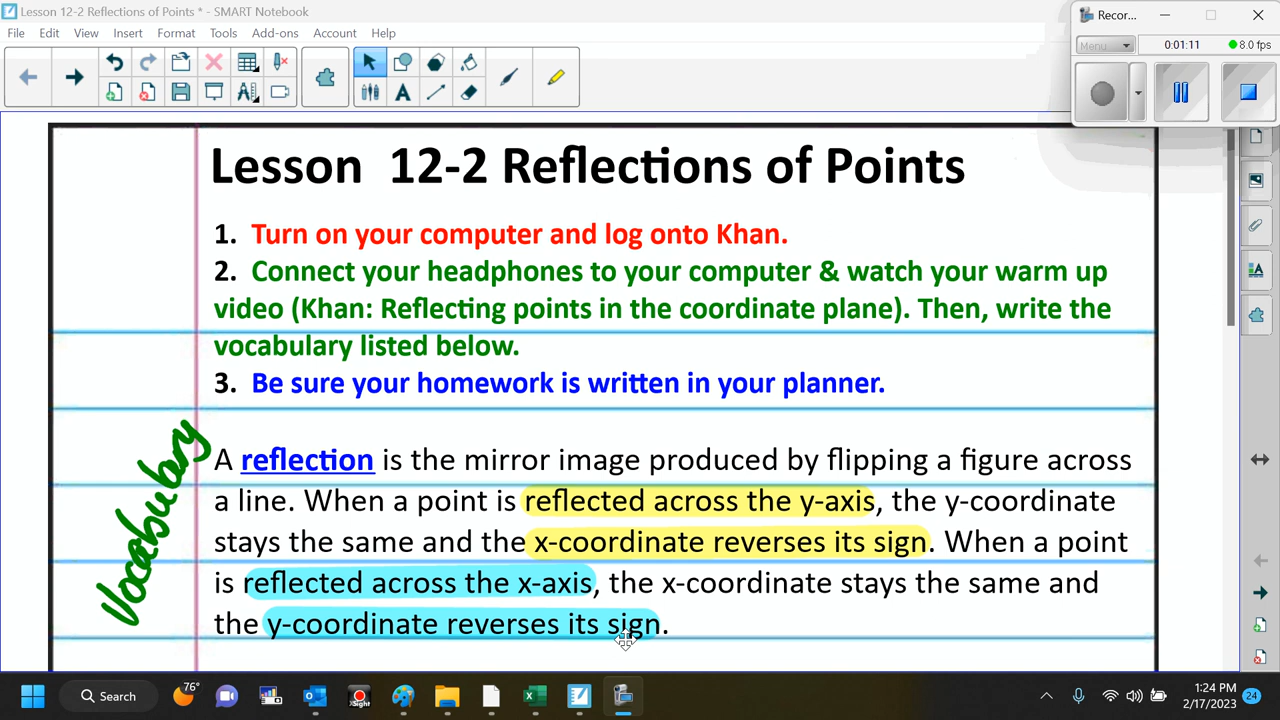 Lesson 12-2 Reflections of Points * - SMART Notebook
File Edit View Insert Format Tools Add-ons Account Help
Recor...
Menu 0:01:11 8.0 fps
Lesson 12-2 Reflections of Points
1. Turn on your computer and log onto Khan.
2. Connect your headphones to your computer & watch your warm up
video (Khan: Reflecting points in the coordinate plane). Then, write the
vocabulary listed below.
3. Be sure your homework is written in your planner.
Vocabulary
A reflection is the mirror image produced by flipping a figure across
a line. When a point is reflected across the y-axis, the y-coordinate
stays the same and the x-coordinate reverses its sign. When a point
is reflected across the x-axis, the x-coordinate stays the same and
the y-coordinate reverses its sign.
Search
76°
1:24 PM
2/17/2023
24